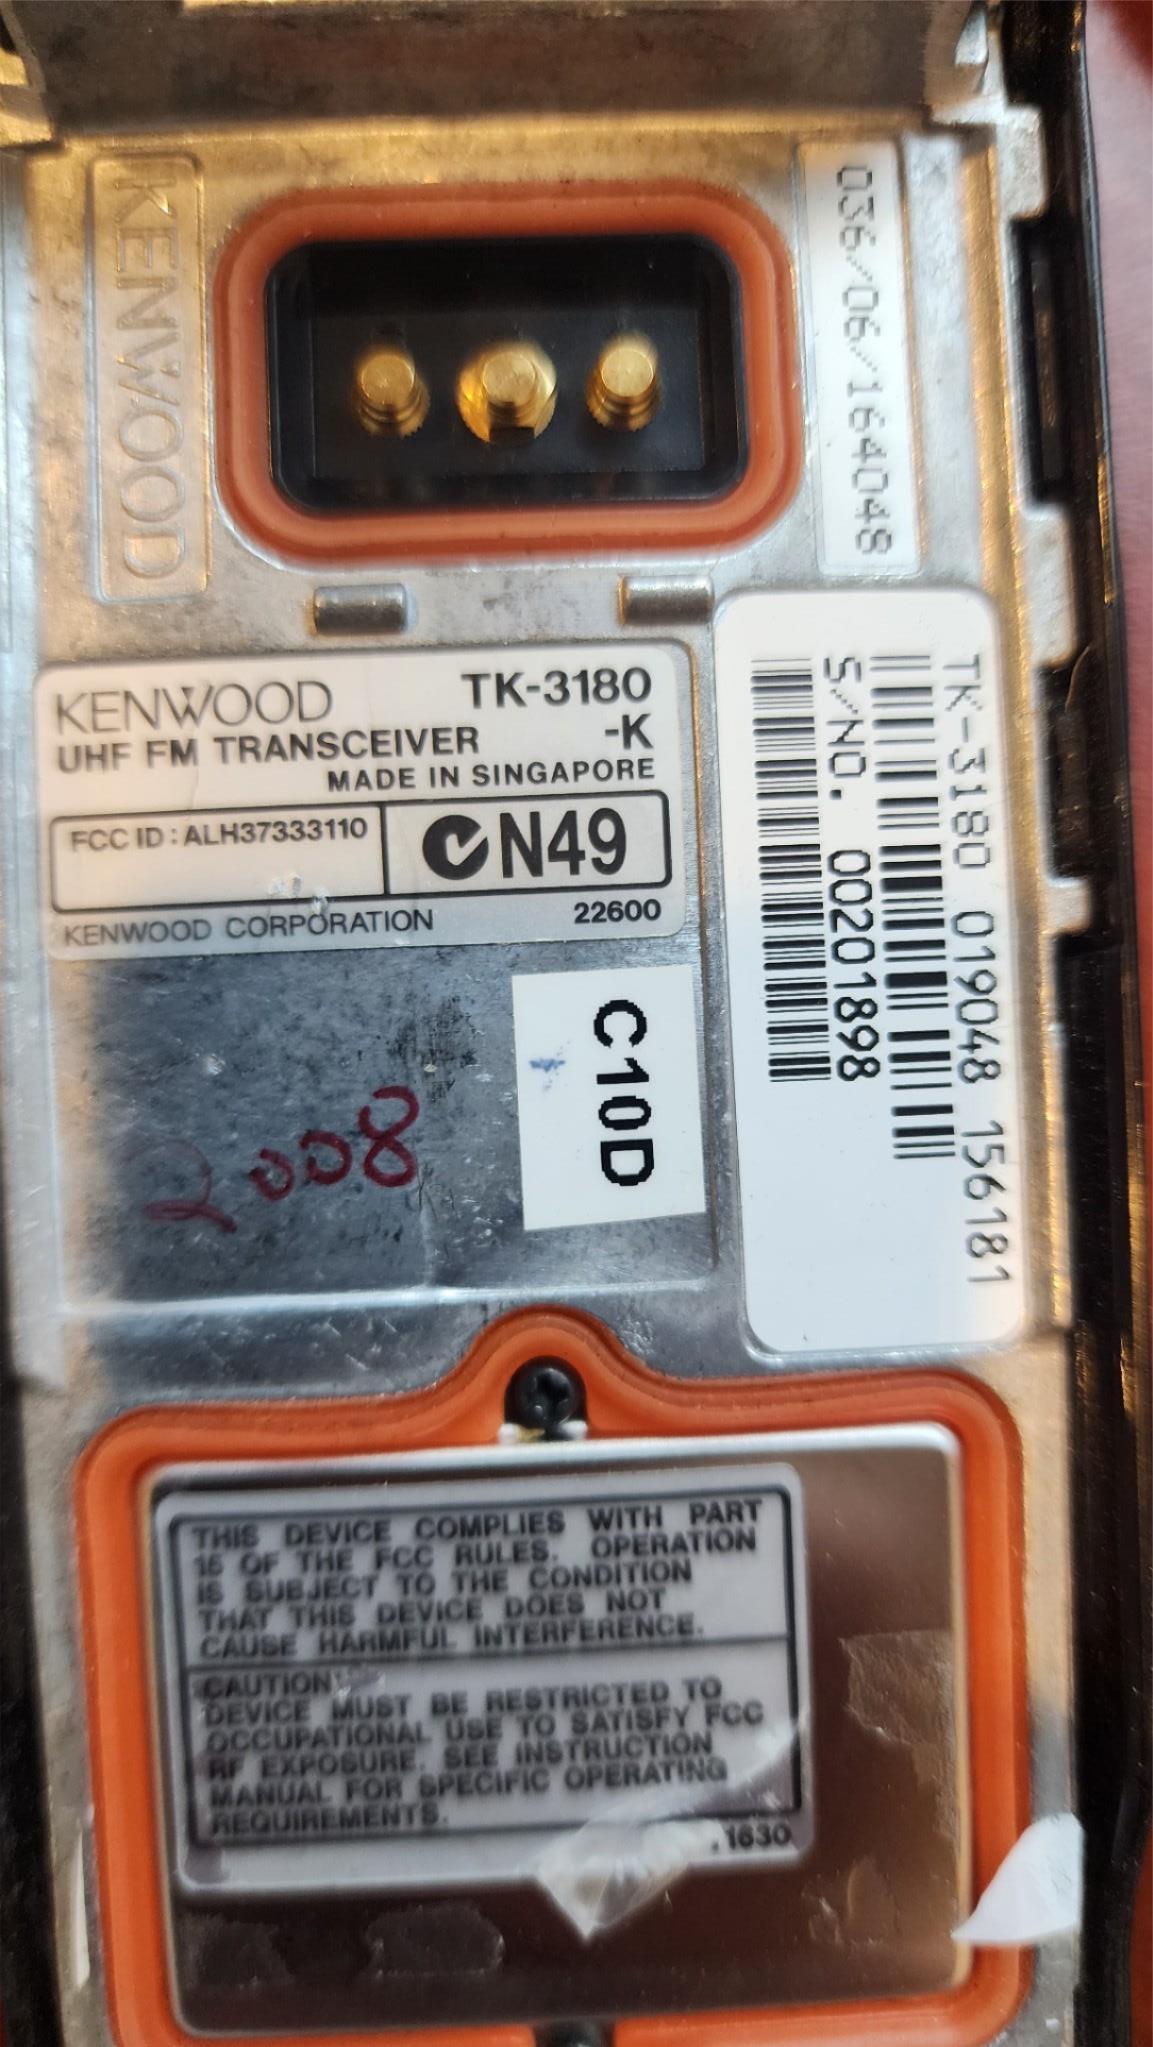 KENWOOD
036/06/164048
KENWOOD TK-3180
UHF FM TRANSCEIVER -K
MADE IN SINGAPORE
FCC ID : ALH37333110 N49
KENWOOD CORPORATION 22600
TK-3180 019048 156181
S/NO. 00201898
C10D
2008
THIS DEVICE COMPLIES WITH PART
15 OF THE FCC RULES. OPERATION
IS SUBJECT TO THE CONDITION
THAT THIS DEVICE DOES NOT
CAUSE HARMFUL INTERFERENCE.
CAUTION:
DEVICE MUST BE RESTRICTED TO
OCCUPATIONAL USE TO SATISFY FCC
RF EXPOSURE. SEE INSTRUCTION
MANUAL FOR SPECIFIC OPERATING
REQUIREMENTS.
.1630